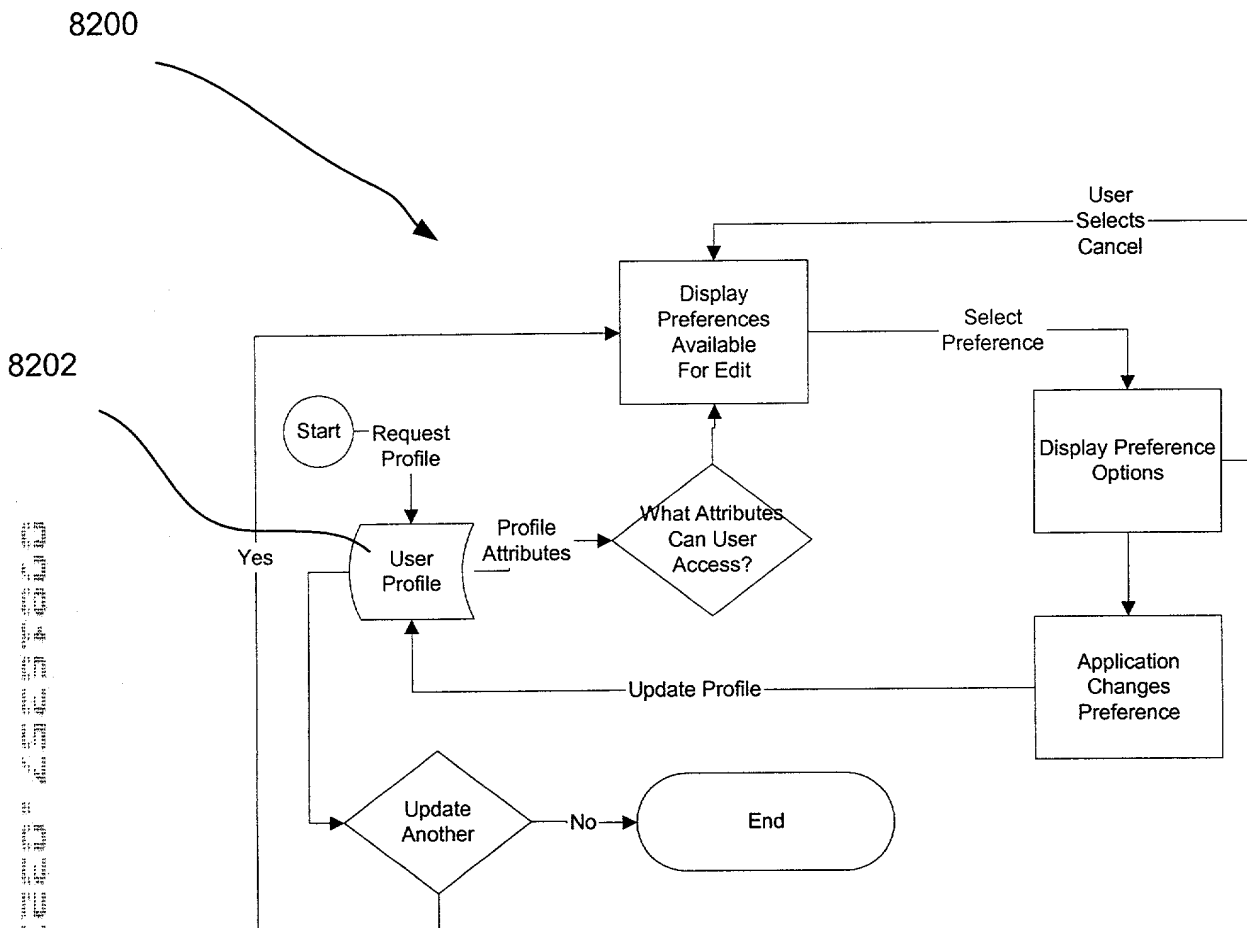 8200
User
Selects
Cancel
Display
Preferences
Available
For Edit
Select
Preference
8202
Start
Request
Profile
Display Preference
Options
What Attributes
Can User
Access?
Profile
Attributes
User
Profile
Yes
Application
Changes
Preference
Update Profile
Update
Another
No
End